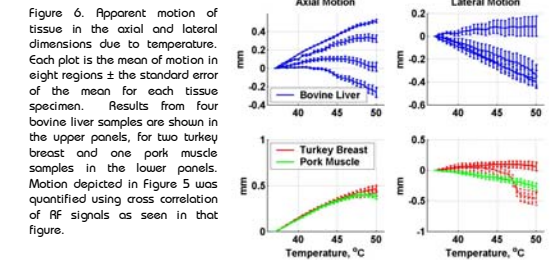 Figure 6. Apparent motion of
tissue in the axial and lateral
dimensions due to temperature.
Each plot is the mean of motion in
eight regions ± the standard error
of the mean for each tissue
specimen. Results from four
bovine liver samples are shown in
the upper panels, for two turkey
breast and one pork muscle
samples in the lower panels.
Motion depicted in Figure 5 was
quantified using cross correlation
of RF signals as seen in that
figure.
Axial Motion
mm
0.4
0.2
0
-0.2
-0.4
40 45 50
Bovine Liver
Lateral Motion
mm
0.2
0
-0.2
-0.4
-0.6
40 45 50
mm
1
0.5
0
Turkey Breast
Pork Muscle
40 45 50
Temperature, °C
mm
0.5
0
-0.5
-1
40 45 50
Temperature, °C